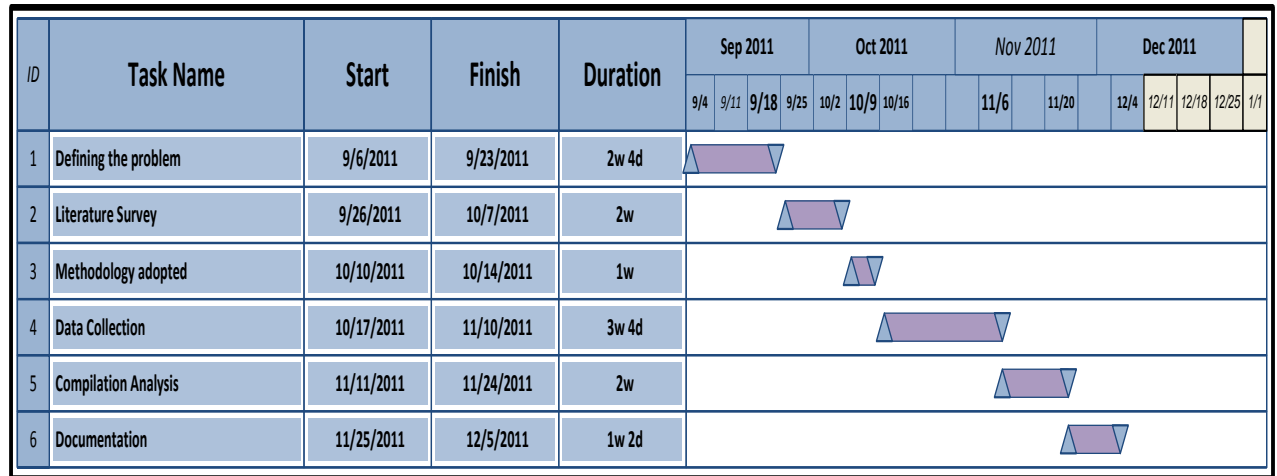 ID Task Name Start Finish Duration Sep 2011 Oct 2011 Nov 2011 Dec 2011
9/4 9/11 9/18 9/25 10/2 10/9 10/16 11/6 11/20 12/4 12/11 12/18 12/25 1/1
1 Defining the problem 9/6/2011 9/23/2011 2w 4d
2 Literature Survey 9/26/2011 10/7/2011 2w
3 Methodology adopted 10/10/2011 10/14/2011 1w
4 Data Collection 10/17/2011 11/10/2011 3w 4d
5 Compilation Analysis 11/11/2011 11/24/2011 2w
6 Documentation 11/25/2011 12/5/2011 1w 2d